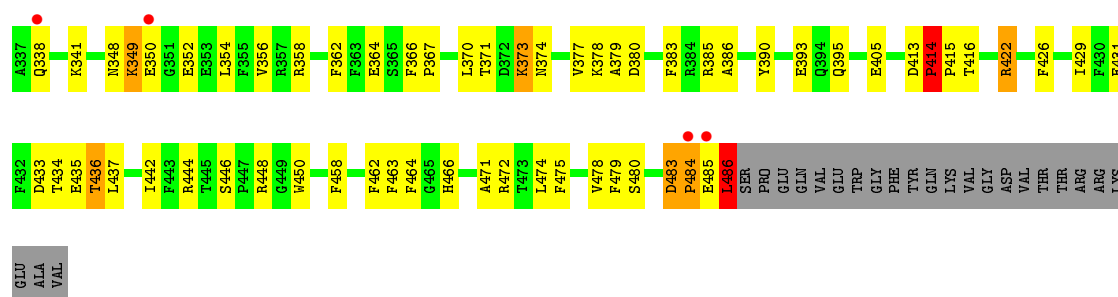 A337 Q338 K341 N348 K349 E350 G351 E352 E353 L354 F355 V356 R357 R358 F362 F363 E364 S365 F366 P367 L370 T371 D372 K373 N374 V377 K378 A379 D380 F383 R384 R385 A386 Y390 E393 Q394 Q395 E405 D413 P414 P415 T416 R422 F426 I429 F430
F432 D433 T434 E435 T436 L437 I442 F443 R444 T445 S446 P447 R448 G449 W450 F458 F462 F463 F464 G465 H466 A471 R472 T473 L474 F475 V478 F479 S480 D483 P484 E485 L486 SER PRO GLU GLN VAL GLU TRP GLY PHE TYR GLN LYS VAL GLY ASP VAL THR THR ARG ARG LYS
GLU ALA VAL